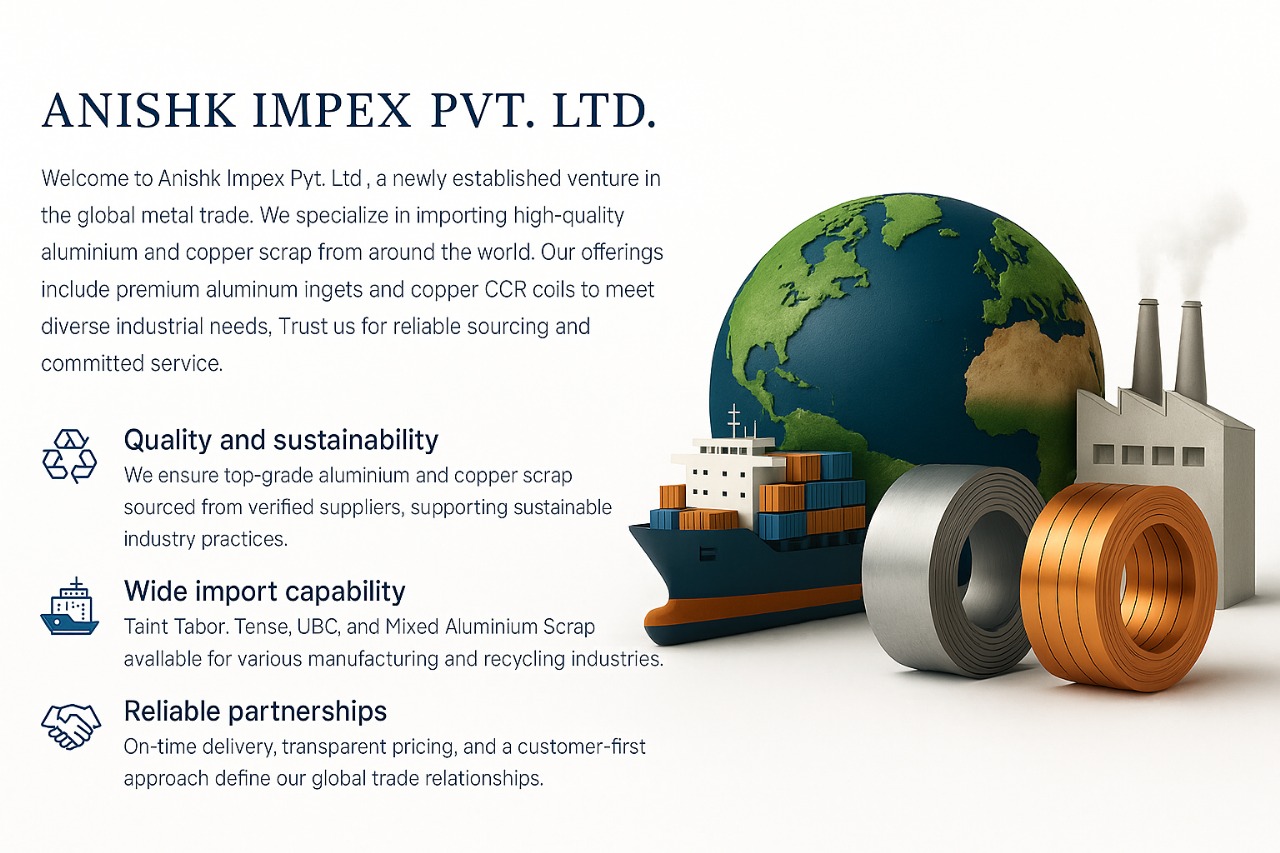 ANISHK IMPEX PVT. LTD.
Welcome to Anishk Impex Pyt. Ltd , a newly established venture in
the global metal trade. We specialize in importing high-quality
aluminium and copper scrap from around the world. Our offerings
include premium aluminum ingets and copper CCR coils to meet
diverse industrial needs, Trust us for reliable sourcing and
committed service.
Quality and sustainability
We ensure top-grade aluminium and copper scrap
sourced from verified suppliers, supporting sustainable
industry practices.
Wide import capability
Taint Tabor. Tense, UBC, and Mixed Aluminium Scrap
available for various manufacturing and recycling industries.
Reliable partnerships
On-time delivery, transparent pricing, and a customer-first
approach define our global trade relationships.